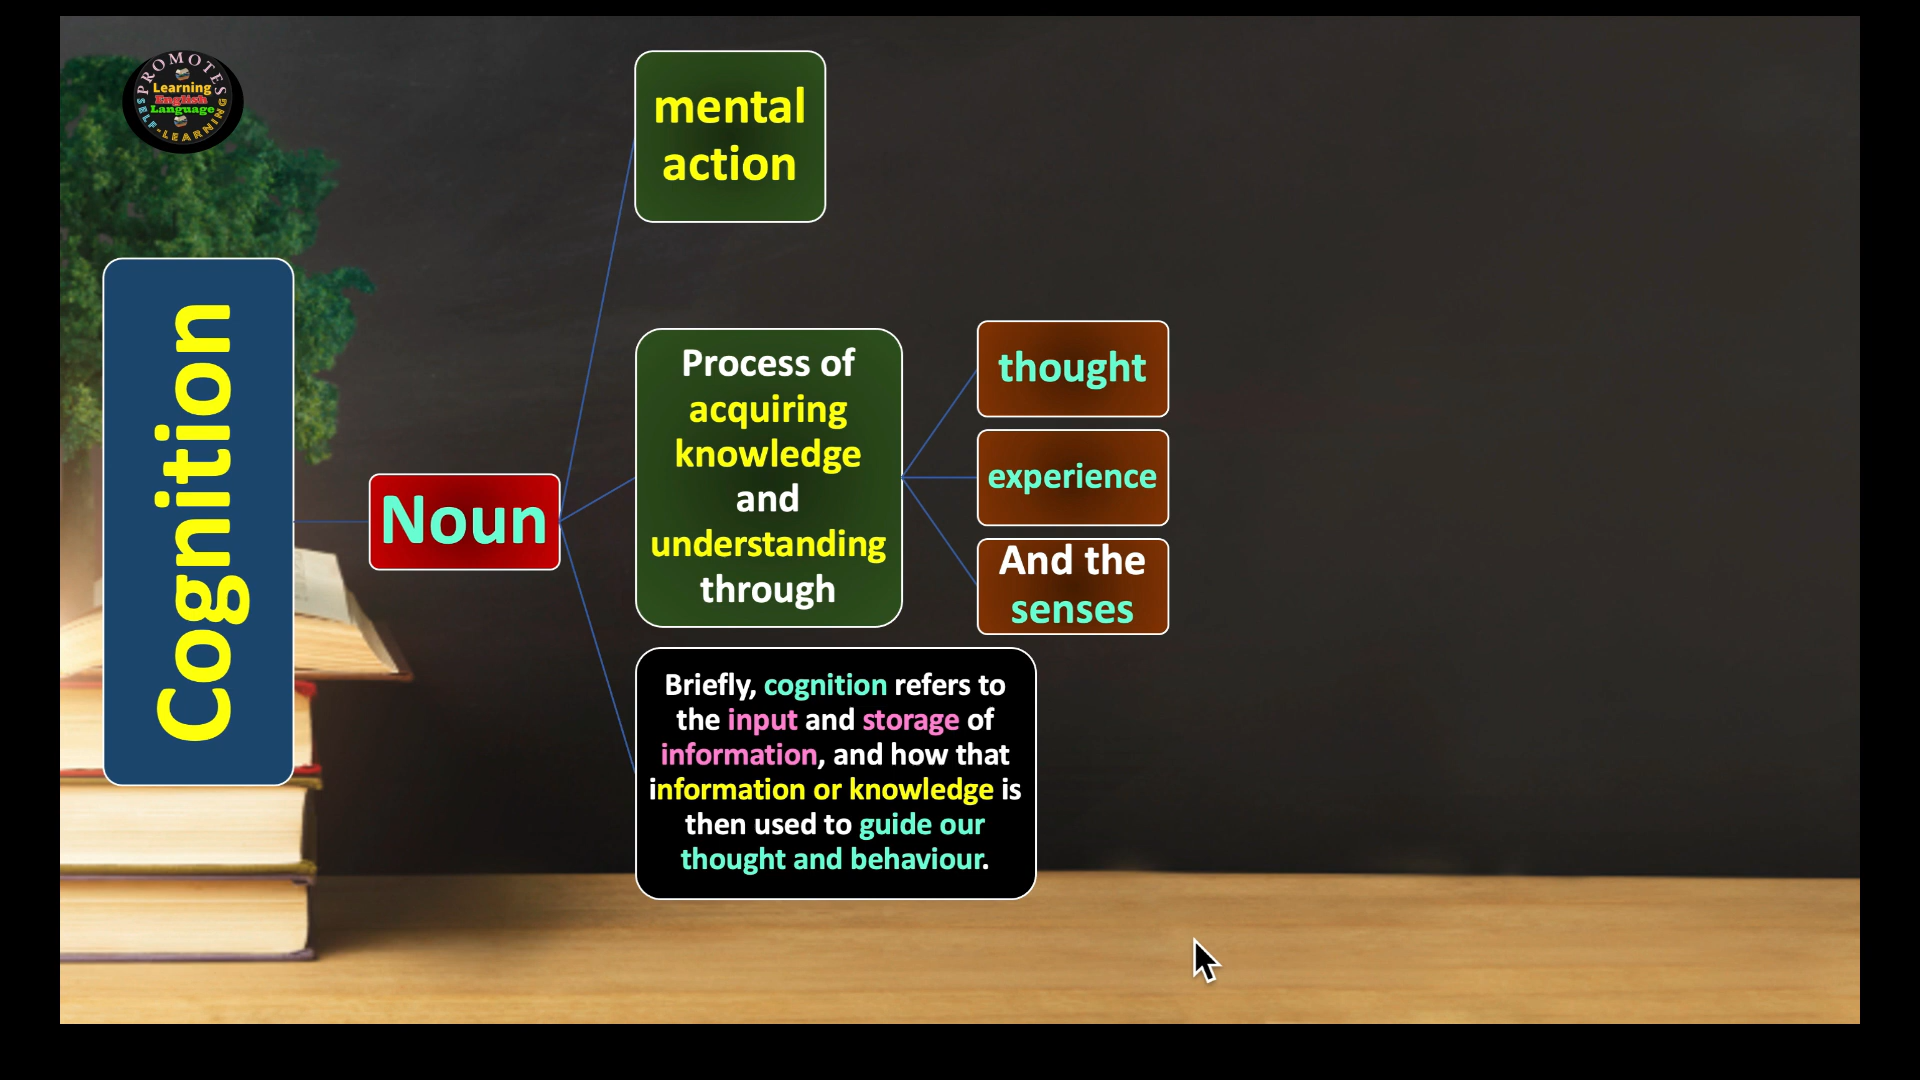 PROMOTES
Learning
English
Language
SELF-LEARNING
Cognition
Noun
mental
action
Process of
acquiring
knowledge
and
understanding
through
thought
experience
And the
senses
Briefly, cognition refers to
the input and storage of
information, and how that
information or knowledge is
then used to guide our
thought and behaviour.